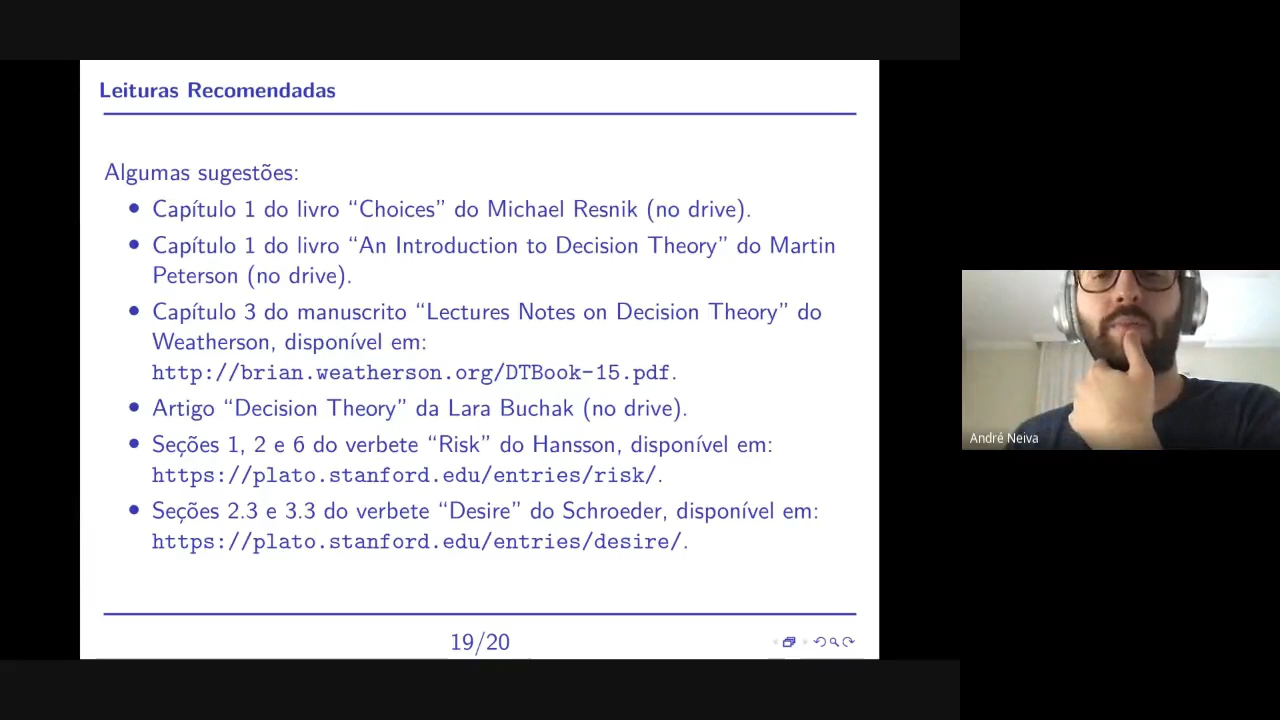 Leituras Recomendadas
Algumas sugestões:
• Capítulo 1 do livro “Choices” do Michael Resnik (no drive).
• Capítulo 1 do livro “An Introduction to Decision Theory” do Martin
Peterson (no drive).
• Capítulo 3 do manuscrito “Lectures Notes on Decision Theory” do
Weatherson, disponível em:
http://brian.weatherson.org/DTBook-15.pdf.
• Artigo “Decision Theory” da Lara Buchak (no drive).
• Seções 1, 2 e 6 do verbete “Risk” do Hansson, disponível em:
https://plato.stanford.edu/entries/risk/.
• Seções 2.3 e 3.3 do verbete “Desire” do Schroeder, disponível em:
https://plato.stanford.edu/entries/desire/.
19/20
André Neiva